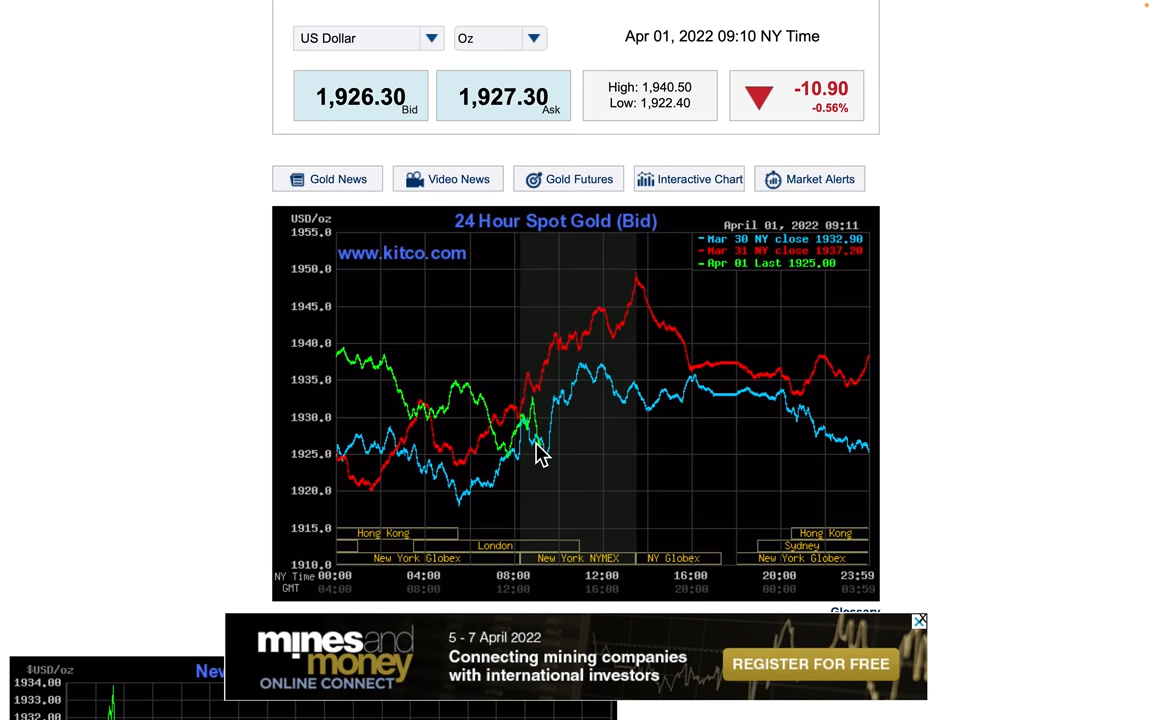 US Dollar
Oz
Apr 01, 2022 09:10 NY Time
1,926.30 Bid
1,927.30 Ask
High: 1,940.50
Low: 1,922.40
-10.90
-0.56%
Gold News
Video News
Gold Futures
Interactive Chart
Market Alerts
USD/oz
24 Hour Spot Gold (Bid)
April 01, 2022 09:11
www.kitco.com
Mar 30 NY close 1932.90
Mar 31 NY close 1937.20
Apr 01 Last 1925.00
1955.0
1950.0
1945.0
1940.0
1935.0
1930.0
1925.0
1920.0
1915.0
1910.0
Hong Kong
Hong Kong
London
Sydney
New York Globex
New York NYMEX
NY Globex
New York Globex
NY Time 00:00 04:00 08:00 12:00 16:00 20:00 23:59
GMT 04:00 08:00 12:00 16:00 20:00 00:00 03:59
Glossary
mines and money
ONLINE CONNECT
5 - 7 April 2022
Connecting mining companies
with international investors
REGISTER FOR FREE
X
$USD/oz
New
1934.00
1933.00
1932.00